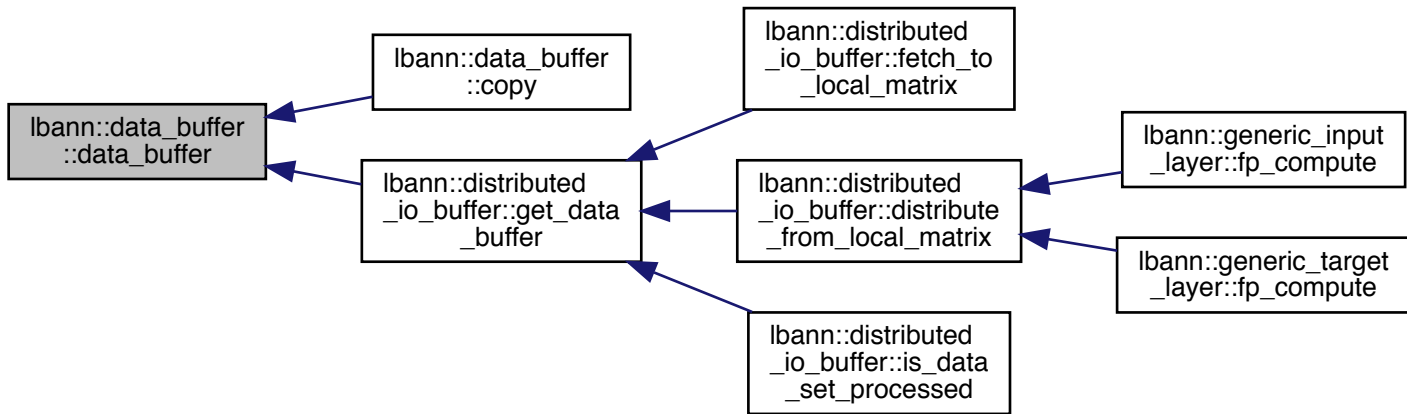 lbann::data_buffer
::data_buffer
lbann::data_buffer
::copy
lbann::distributed
_io_buffer::get_data
_buffer
lbann::distributed
_io_buffer::fetch_to
_local_matrix
lbann::distributed
_io_buffer::distribute
_from_local_matrix
lbann::distributed
_io_buffer::is_data
_set_processed
lbann::generic_input
_layer::fp_compute
lbann::generic_target
_layer::fp_compute